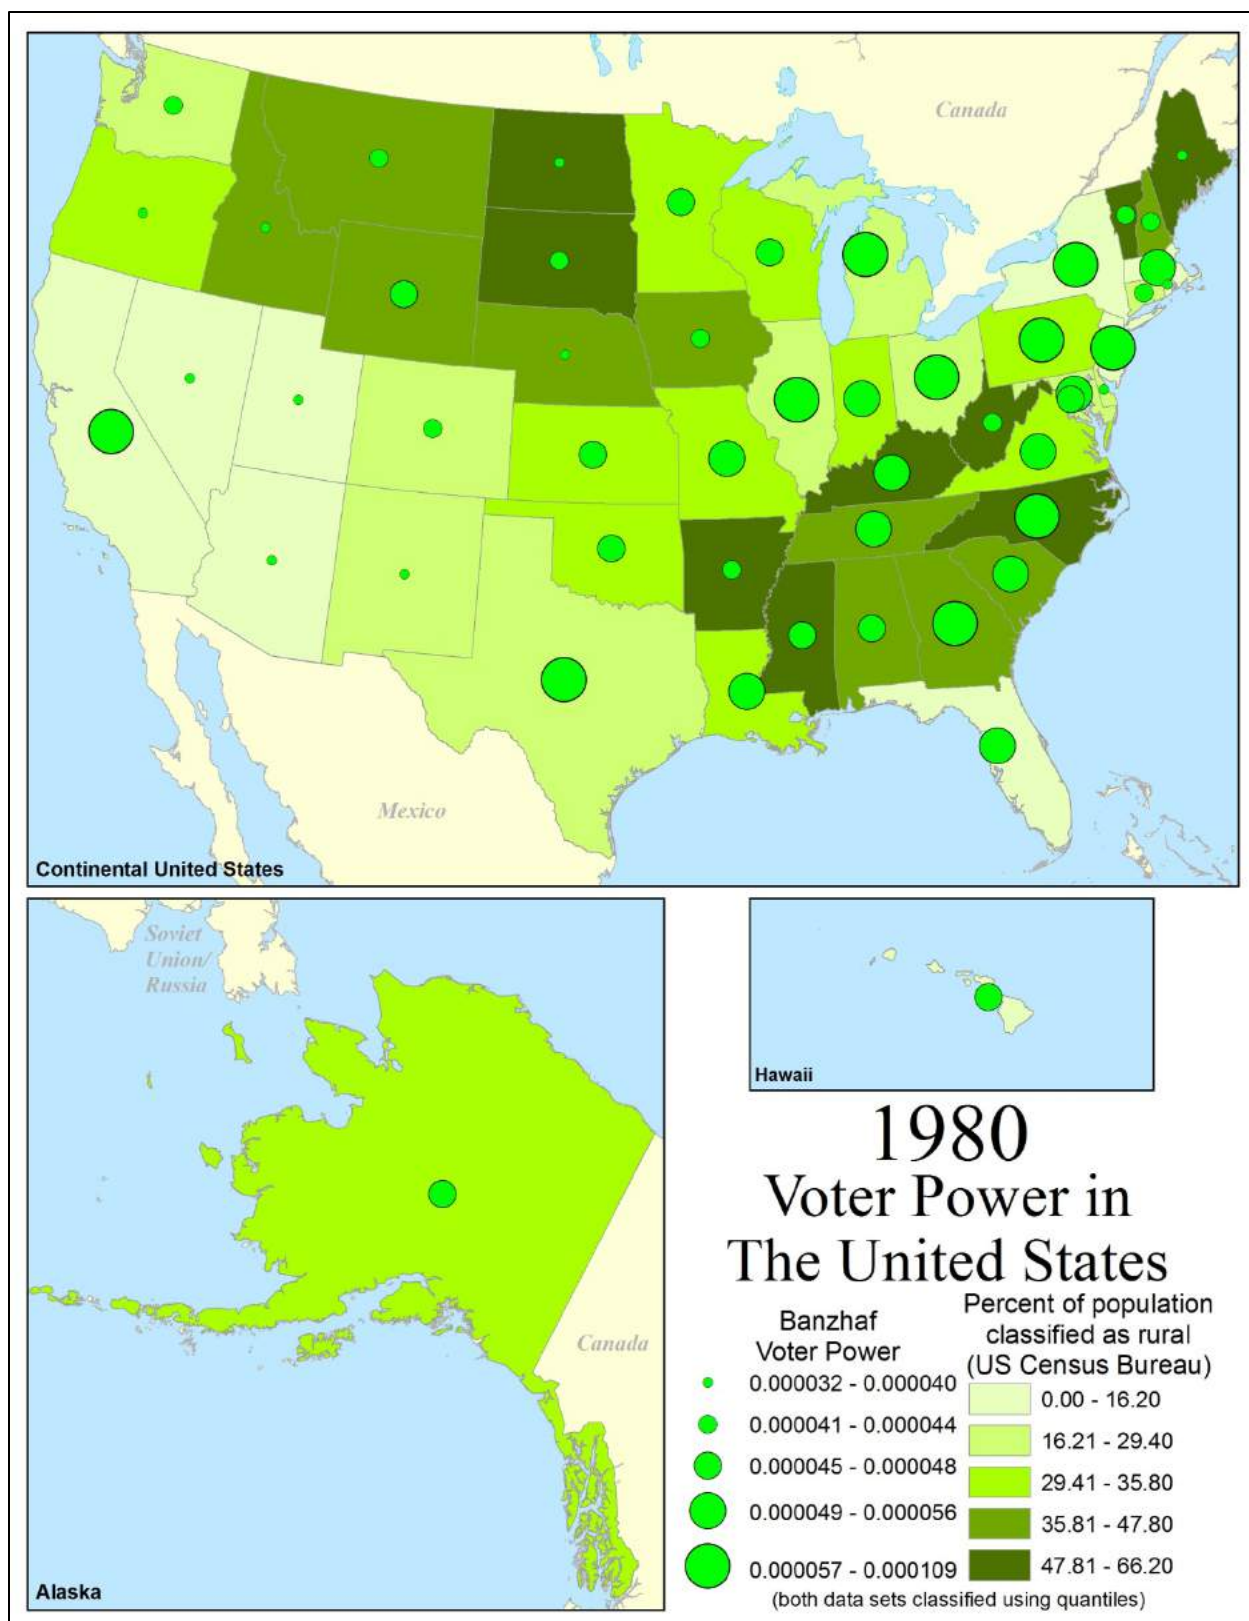 Canada
Mexico
Continental United States
Soviet
Union/
Russia
Canada
Alaska
Hawaii
1980
Voter Power in
The United States
Banzhaf
Voter Power
0.000032 - 0.000040
0.000041 - 0.000044
0.000045 - 0.000048
0.000049 - 0.000056
0.000057 - 0.000109
Percent of population
classified as rural
(US Census Bureau)
0.00 - 16.20
16.21 - 29.40
29.41 - 35.80
35.81 - 47.80
47.81 - 66.20
(both data sets classified using quantiles)